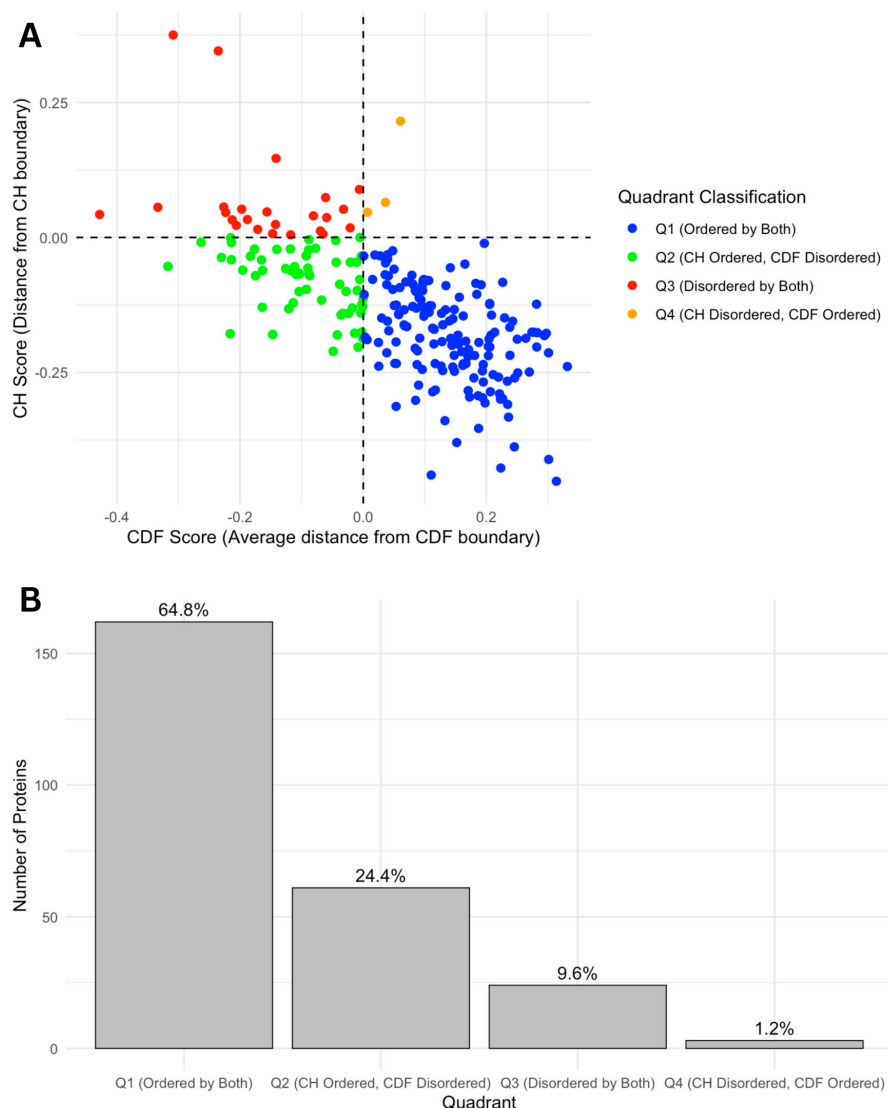 A
0.25
0.00
-0.25
-0.4
-0.2
0.0
0.2
CH Score (Distance from CH boundary)
CDF Score (Average distance from CDF boundary)
Quadrant Classification
Q1 (Ordered by Both)
Q2 (CH Ordered, CDF Disordered)
Q3 (Disordered by Both)
Q4 (CH Disordered, CDF Ordered)
B
64.8%
24.4%
9.6%
1.2%
150
100
50
0
Number of Proteins
Q1 (Ordered by Both)
Q2 (CH Ordered, CDF Disordered)
Q3 (Disordered by Both)
Q4 (CH Disordered, CDF Ordered)
Quadrant